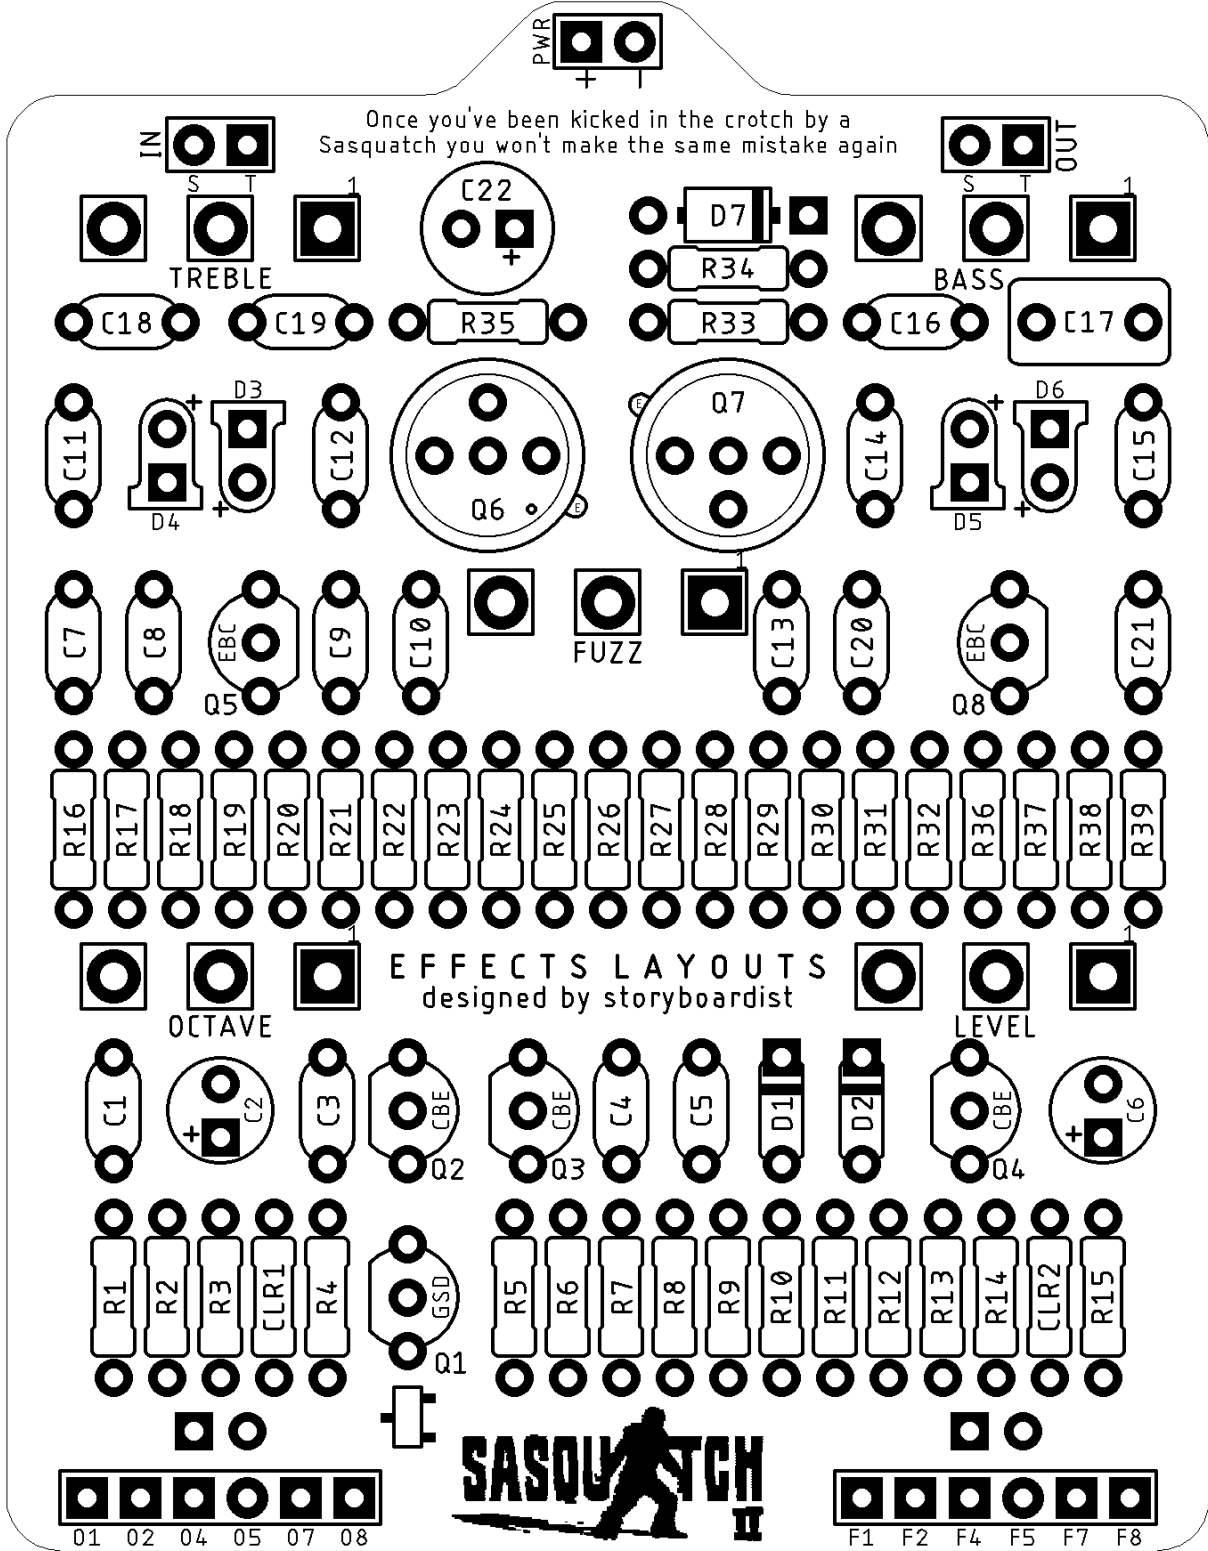 PWR
+ -
Once you've been kicked in the crotch by a
Sasquatch you won't make the same mistake again
IN
S T
OUT
S T
1
1
C22
+
D7
R34
TREBLE
BASS
C18 C19 R35 R33 C16 C17
C11 D4 + D3 + C12 Q6 E Q7 E C14 D5 + D6 + C15
1
FUZZ
C7 C8 EBC Q5 C9 C10 C13 C20 EBC Q8 C21
R16 R17 R18 R19 R20 R21 R22 R23 R24 R25 R26 R27 R28 R29 R30 R31 R32 R36 R37 R38 R39
1
1
EFFECTS LAYOUTS
designed by storyboardist
OCTAVE
LEVEL
C1 + C2 C3 CBE Q2 CBE Q3 C4 C5 D1 D2 CBE Q4 + C6
R1 R2 R3 CLR1 R4 GSD Q1 R5 R6 R7 R8 R9 R10 R11 R12 R13 R14 CLR2 R15
SASQUATCH
II
O1 O2 O4 O5 O7 O8
F1 F2 F4 F5 F7 F8